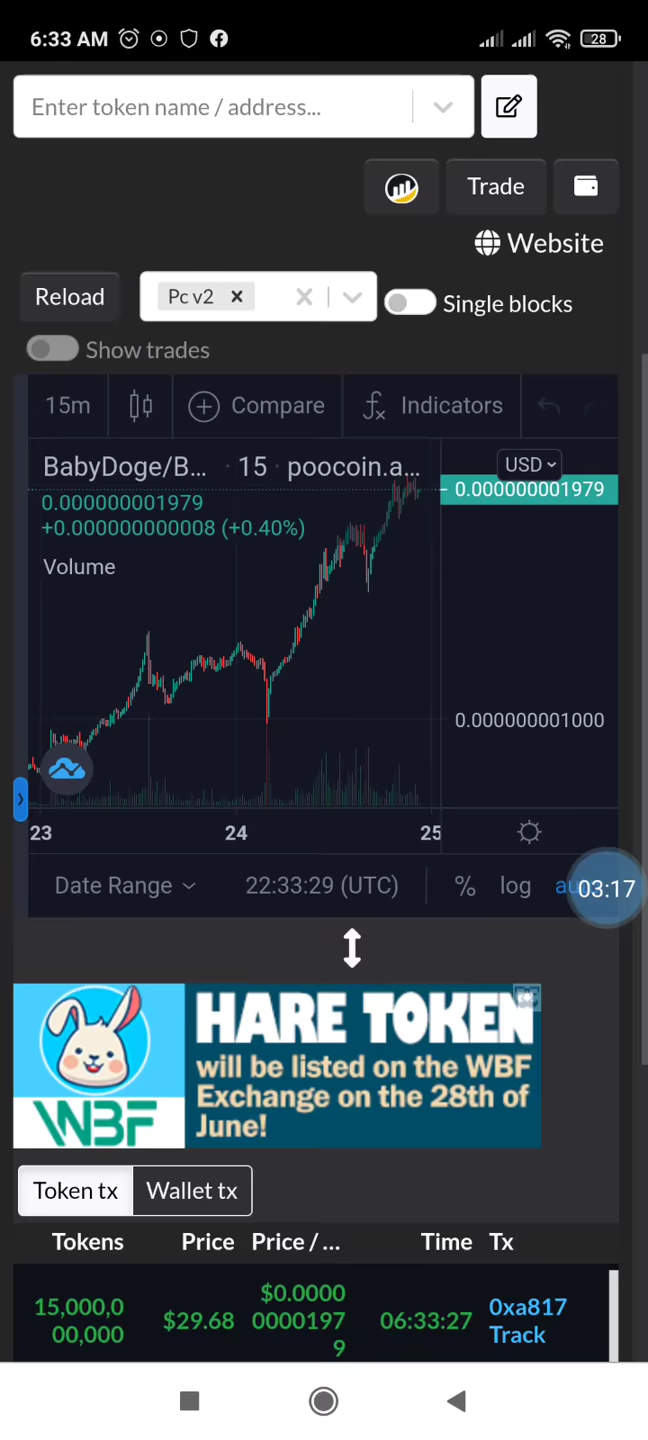 6:33 AM
28
Enter token name / address...
Trade
Website
Reload
Pc v2
Single blocks
Show trades
15m
Compare
Indicators
BabyDoge/B... · 15 · poocoin.a...
USD
0.000000001979
0.000000001979
+0.000000000008 (+0.40%)
Volume
0.000000001000
23
24
25
Date Range
22:33:29 (UTC)
%
log
au
03:17
HARE TOKEN
will be listed on the WBF
Exchange on the 28th of
June!
WBF
Token tx
Wallet tx
Tokens
Price
Price / ...
Time
Tx
15,000,0
00,000
$29.68
$0.0000
0000197
9
06:33:27
0xa817
Track